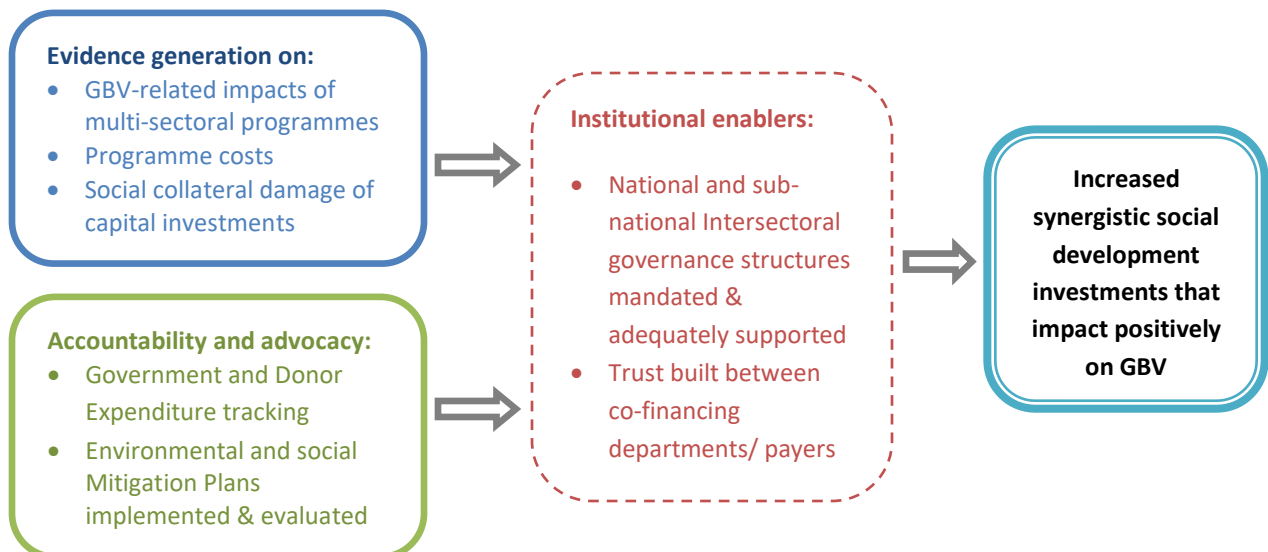 Evidence generation on:
• GBV-related impacts of
multi-sectoral programmes
• Programme costs
• Social collateral damage of
capital investments
Accountability and advocacy:
• Government and Donor
Expenditure tracking
• Environmental and social
Mitigation Plans
implemented & evaluated
Institutional enablers:
• National and sub-
national Intersectoral
governance structures
mandated &
adequately supported
• Trust built between
co-financing
departments/ payers
Increased
synergistic social
development
investments that
impact positively
on GBV